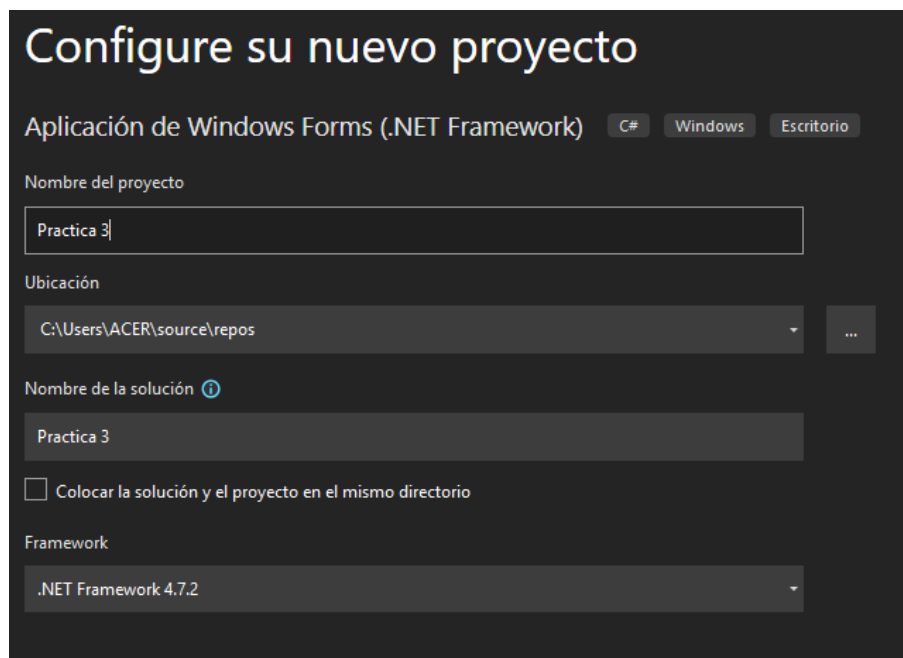 Configure su nuevo proyecto
Aplicación de Windows Forms (.NET Framework) C# Windows Escritorio
Nombre del proyecto
Practica 3
Ubicación
C:\Users\ACER\source\repos
...
Nombre de la solución
Practica 3
Colocar la solución y el proyecto en el mismo directorio
Framework
.NET Framework 4.7.2